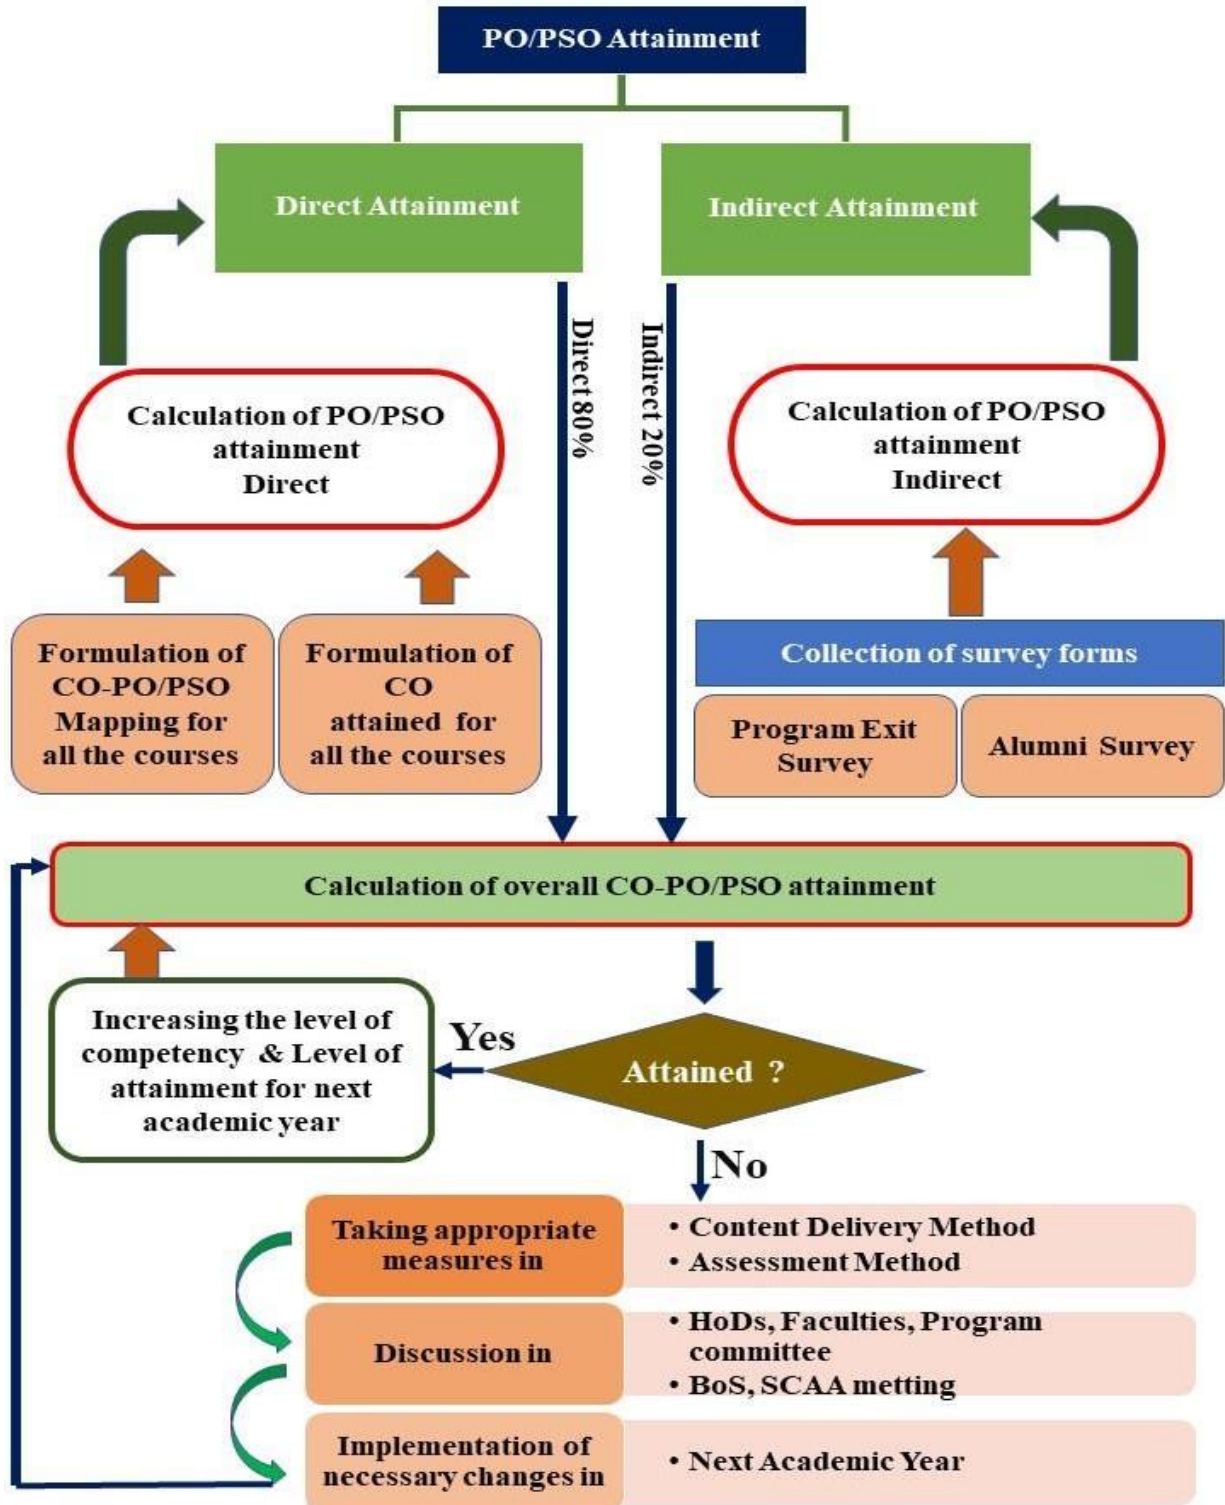 PO/PSO Attainment
Direct Attainment
Indirect Attainment
Direct 80%
Indirect 20%
Calculation of PO/PSO
attainment
Direct
Calculation of PO/PSO
attainment
Indirect
Formulation of
CO-PO/PSO
Mapping for
all the courses
Formulation of
CO
attained for
all the courses
Collection of survey forms
Program Exit
Survey
Alumni Survey
Calculation of overall CO-PO/PSO attainment
Increasing the level of
competency & Level of
attainment for next
academic year
Yes
Attained ?
No
Taking appropriate
measures in
• Content Delivery Method
• Assessment Method
Discussion in
• HoDs, Faculties, Program
committee
• BoS, SCAA metting
Implementation of
necessary changes in
• Next Academic Year